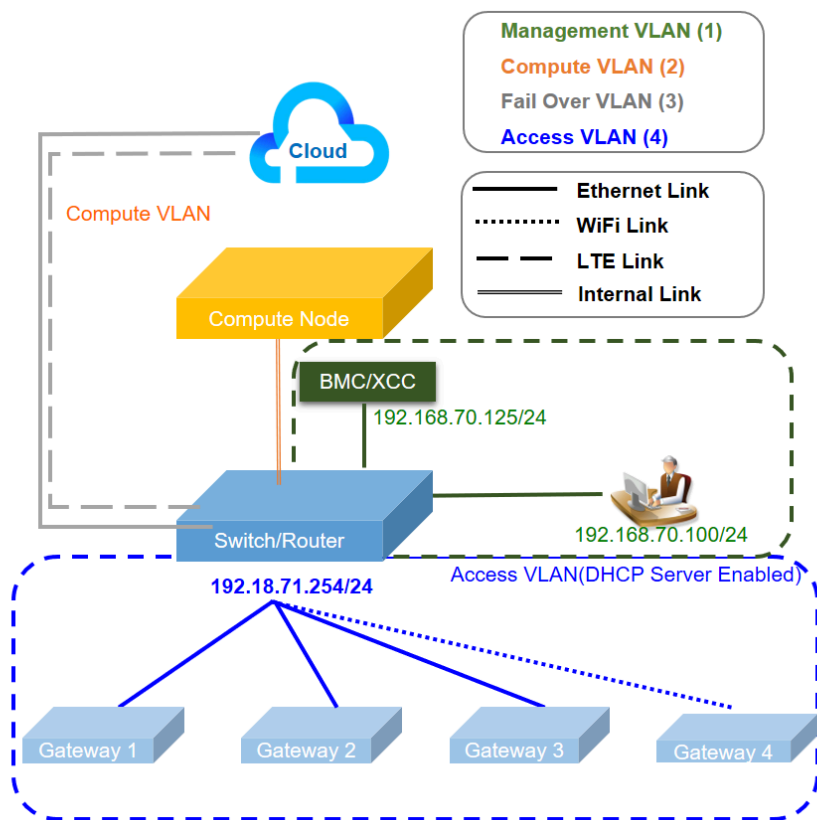 Management VLAN (1)
Compute VLAN (2)
Fail Over VLAN (3)
Access VLAN (4)
Cloud
Ethernet Link
WiFi Link
LTE Link
Internal Link
Compute VLAN
Compute Node
BMC/XCC
192.168.70.125/24
Switch/Router
192.168.70.100/24
Access VLAN(DHCP Server Enabled)
192.18.71.254/24
Gateway 1
Gateway 2
Gateway 3
Gateway 4